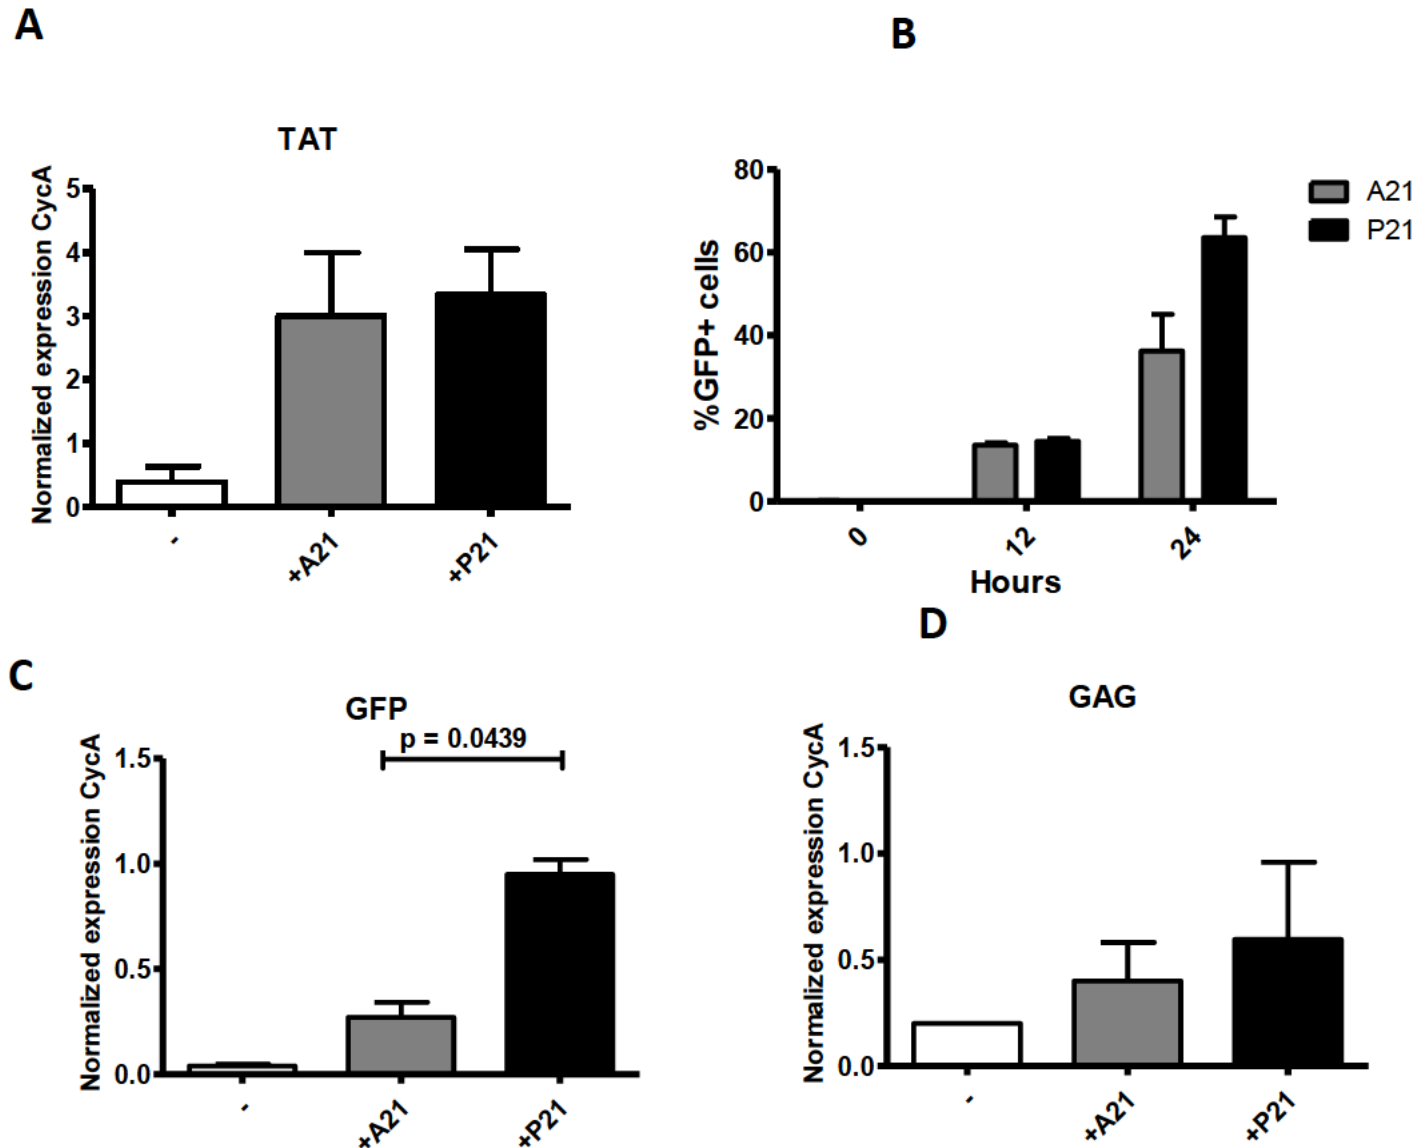 A
TAT
Normalized expression CycA
5
4
3
2
1
0
-
+A21
+P21
B
%GFP+ cells
80
60
40
20
0
0
12
24
Hours
A21
P21
C
GFP
p = 0.0439
Normalized expression CycA
1.5
1.0
0.5
0.0
-
+A21
+P21
D
GAG
Normalized expression CycA
1.5
1.0
0.5
0.0
-
+A21
+P21